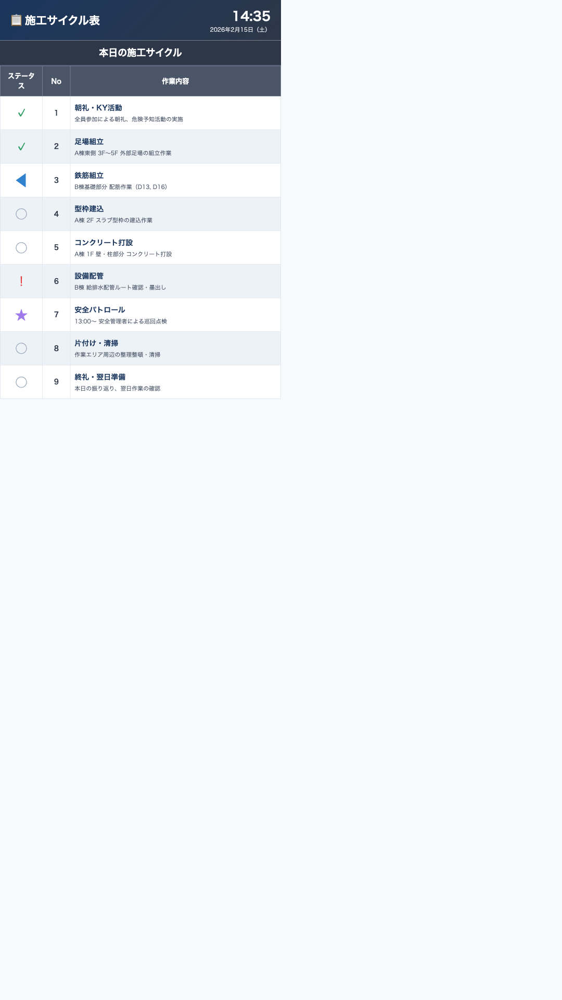 📋 施工サイクル表
14:35
2026年2月15日（土）
本日の施工サイクル
ステータス
No
作業内容
✓
1
朝礼・KY活動
全員参加による朝礼、危険予知活動の実施
✓
2
足場組立
A棟東側 3F〜5F 外部足場の組立作業
◀
3
鉄筋組立
B棟基礎部分 配筋作業（D13, D16）
○
4
型枠建込
A棟 2F スラブ型枠の建込作業
○
5
コンクリート打設
A棟 1F 壁・柱部分 コンクリート打設
！
6
設備配管
B棟 給排水配管ルート確認・墨出し
★
7
安全パトロール
13:00〜 安全管理者による巡回点検
○
8
片付け・清掃
作業エリア周辺の整理整頓・清掃
○
9
終礼・翌日準備
本日の振り返り、翌日作業の確認